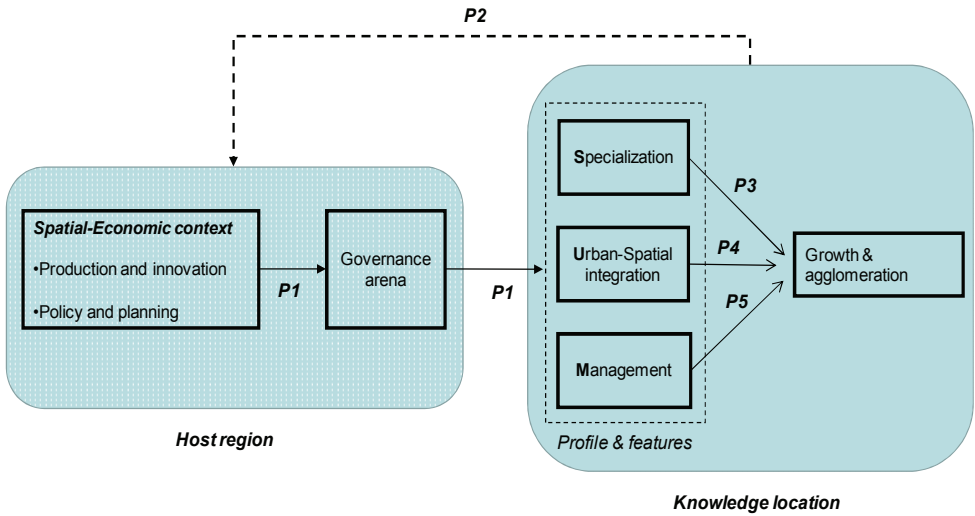 P2
Specialization
P3
Spatial-Economic context
•Production and innovation
•Policy and planning
P1
Governance
arena
P1
Urban-Spatial
integration
P4
Growth &
agglomeration
P5
Management
Host region
Profile & features
Knowledge location